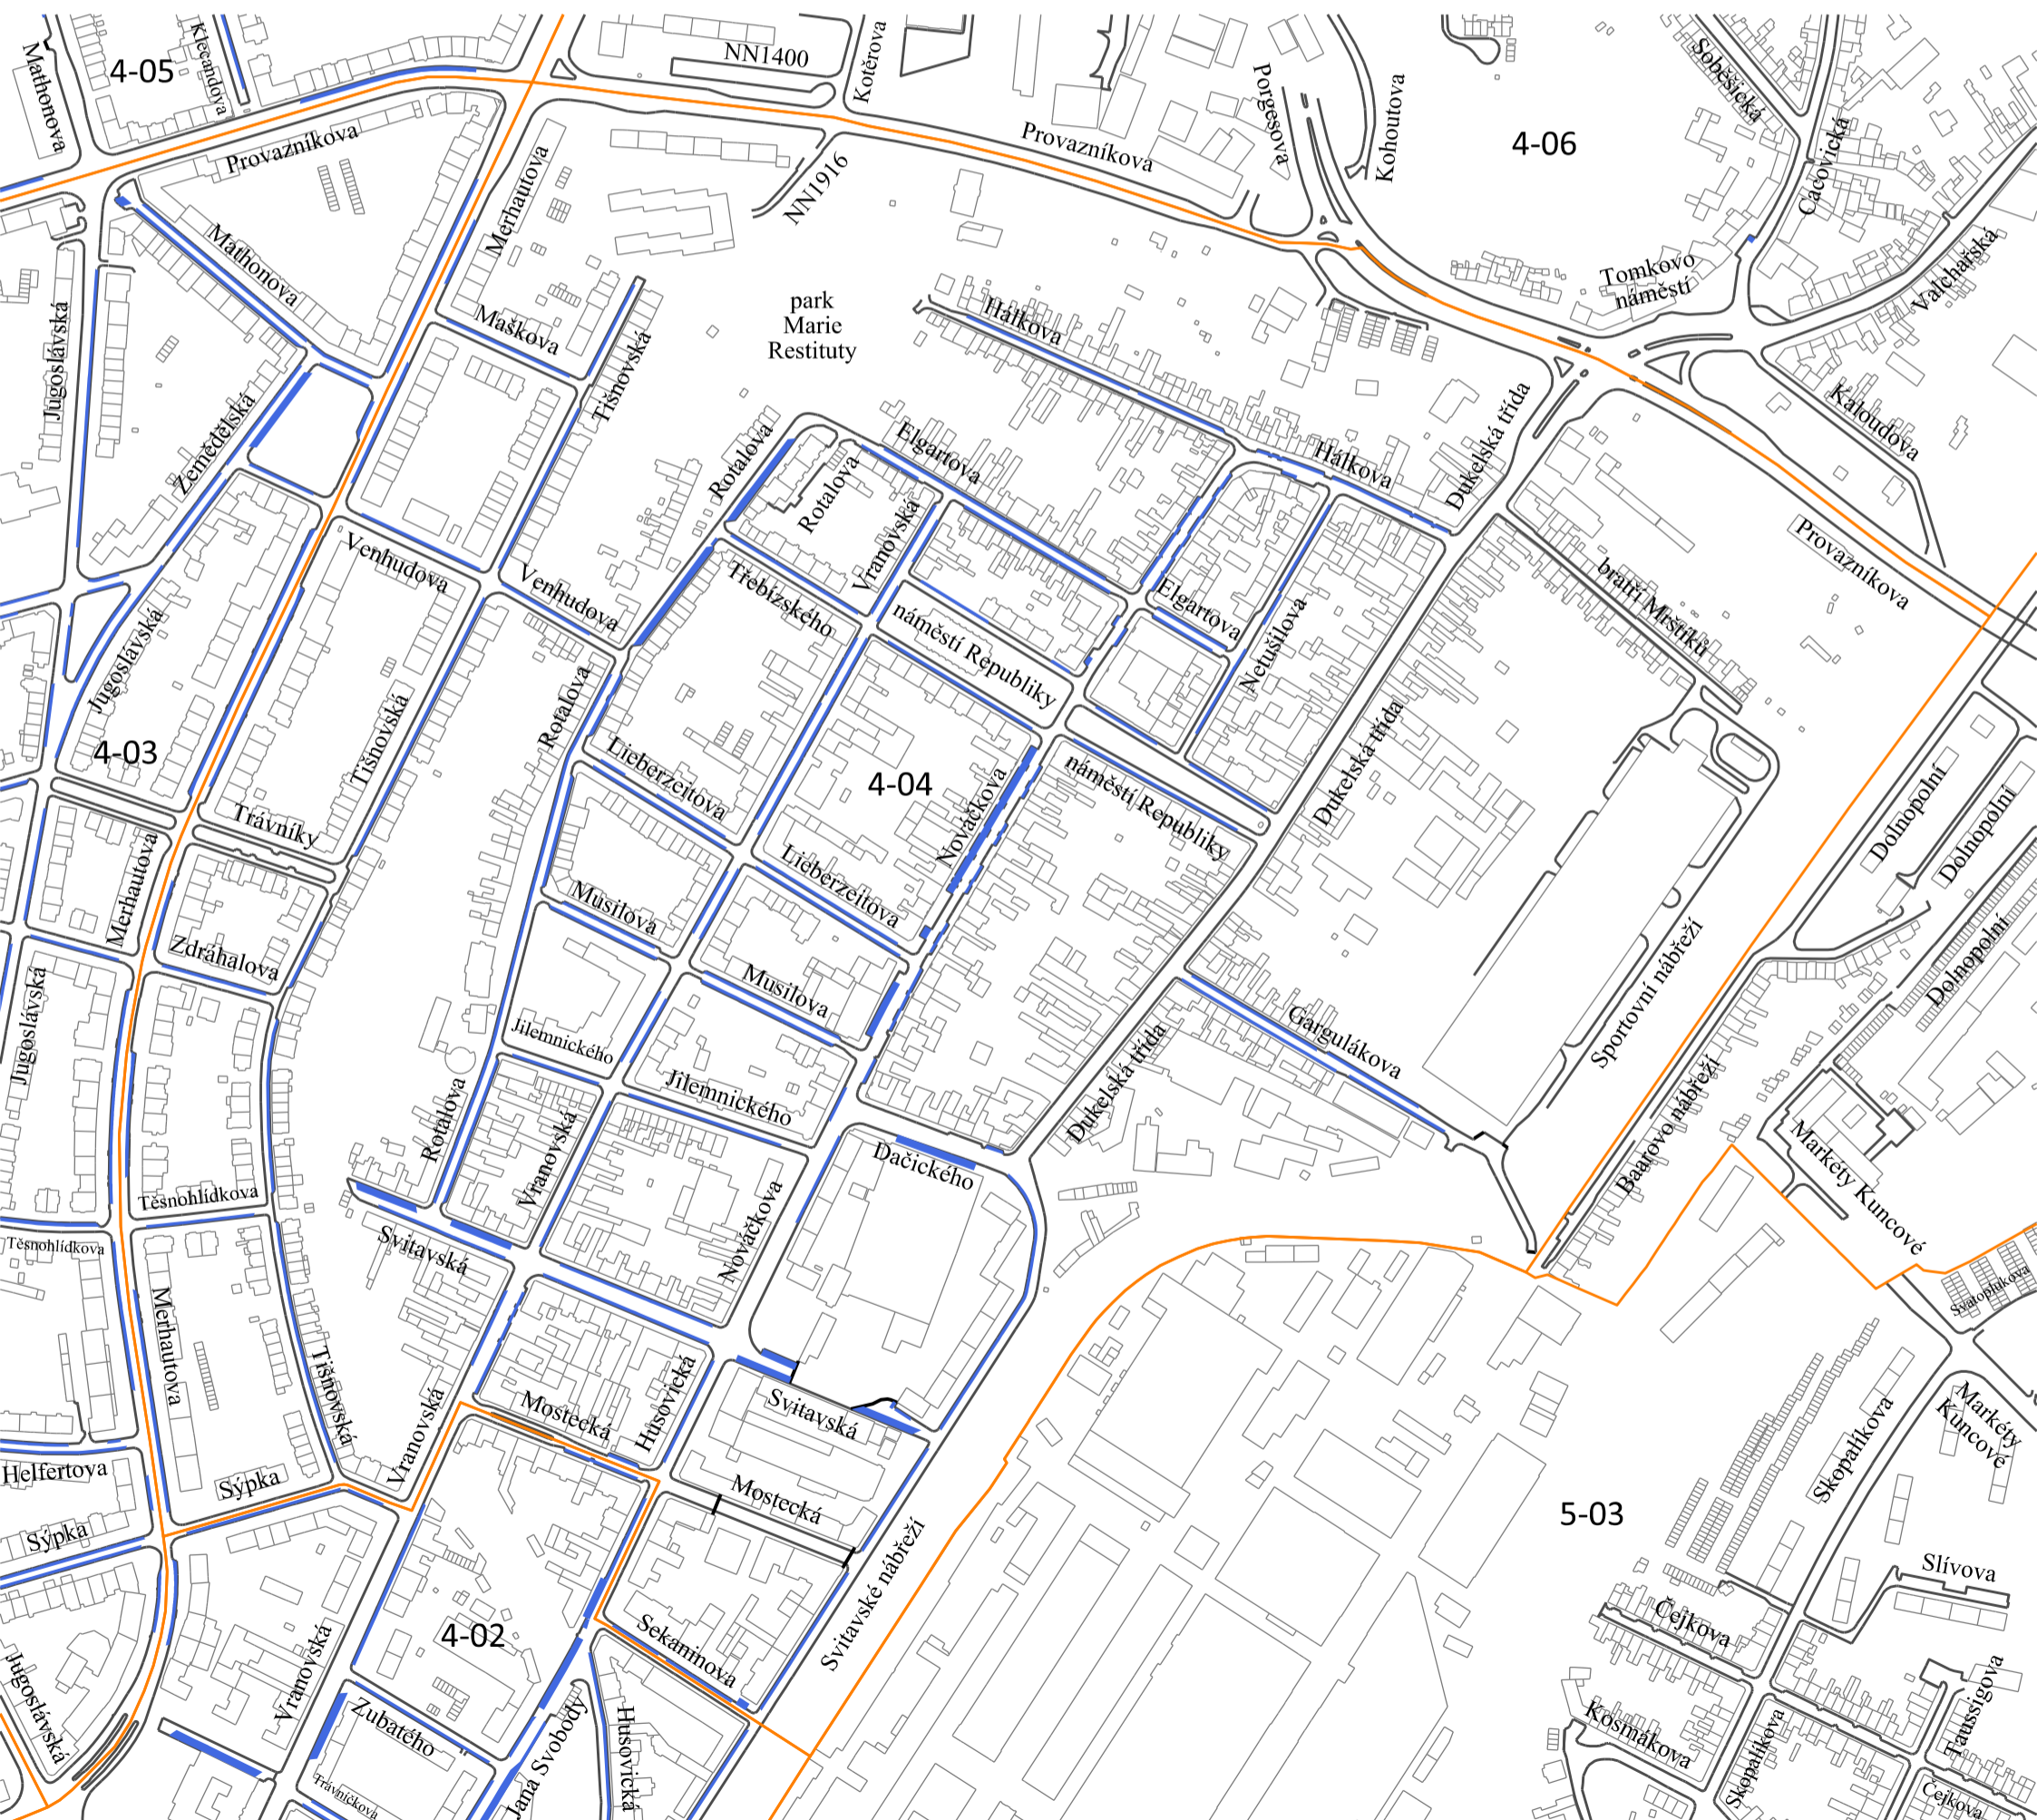 4-05
Klecandova
Mathonova
NN1400
Kotěrova
Provazníkova
Provazníkova
Porgesova
Kohoutova
4-06
Soběšická
Cacovická
Valchařská
Tomkovo
náměstí
NN1916
Merhautova
Mathonova
Maškova
park
Marie
Restituty
Hálkova
Jugoslávská
Tišnovská
Zemědělská
Rotalova
Rotalova
Elgartova
Vranovská
Hálkova
Dukelská třída
Kaloudova
Provazníkova
bratří Mrštíků
Venhudova
Venhudova
Třebízského
náměstí Republiky
Elgartova
Netušilova
Jugoslávská
4-03
Tišnovská
Rotalova
Lieberzeitova
4-04
Nováčkova
náměstí Republiky
Dukelská třída
Dolnopolní
Dolnopolní
Dolnopolní
Trávníky
Merhautova
Zdráhalova
Musilova
Lieberzeitova
Musilova
Jugoslávská
Jilemnického
Jilemnického
Gargulákova
Dukelská třída
Sportovní nábřeží
Baarovo nábřeží
Markéty Kuncové
Rotalova
Vranovská
Dačického
Nováčkova
Těsnohlídkova
Těsnohlídkova
Svitavská
Svatoplukova
Merhautova
Tišnovská
Vranovská
Mostecká
Husovická
Svitavská
Mostecká
Markéty
Kuncové
Skopalíkova
Helfertova
Sýpka
Sýpka
5-03
Svitavské nábřeží
Slívova
Čejkova
4-02
Sekaninova
Jugoslávská
Vranovská
Zubatého
Trávníčkova
Jana Svobody
Husovická
Kosmákova
Skopalíkova
Taussigova
Čejkova